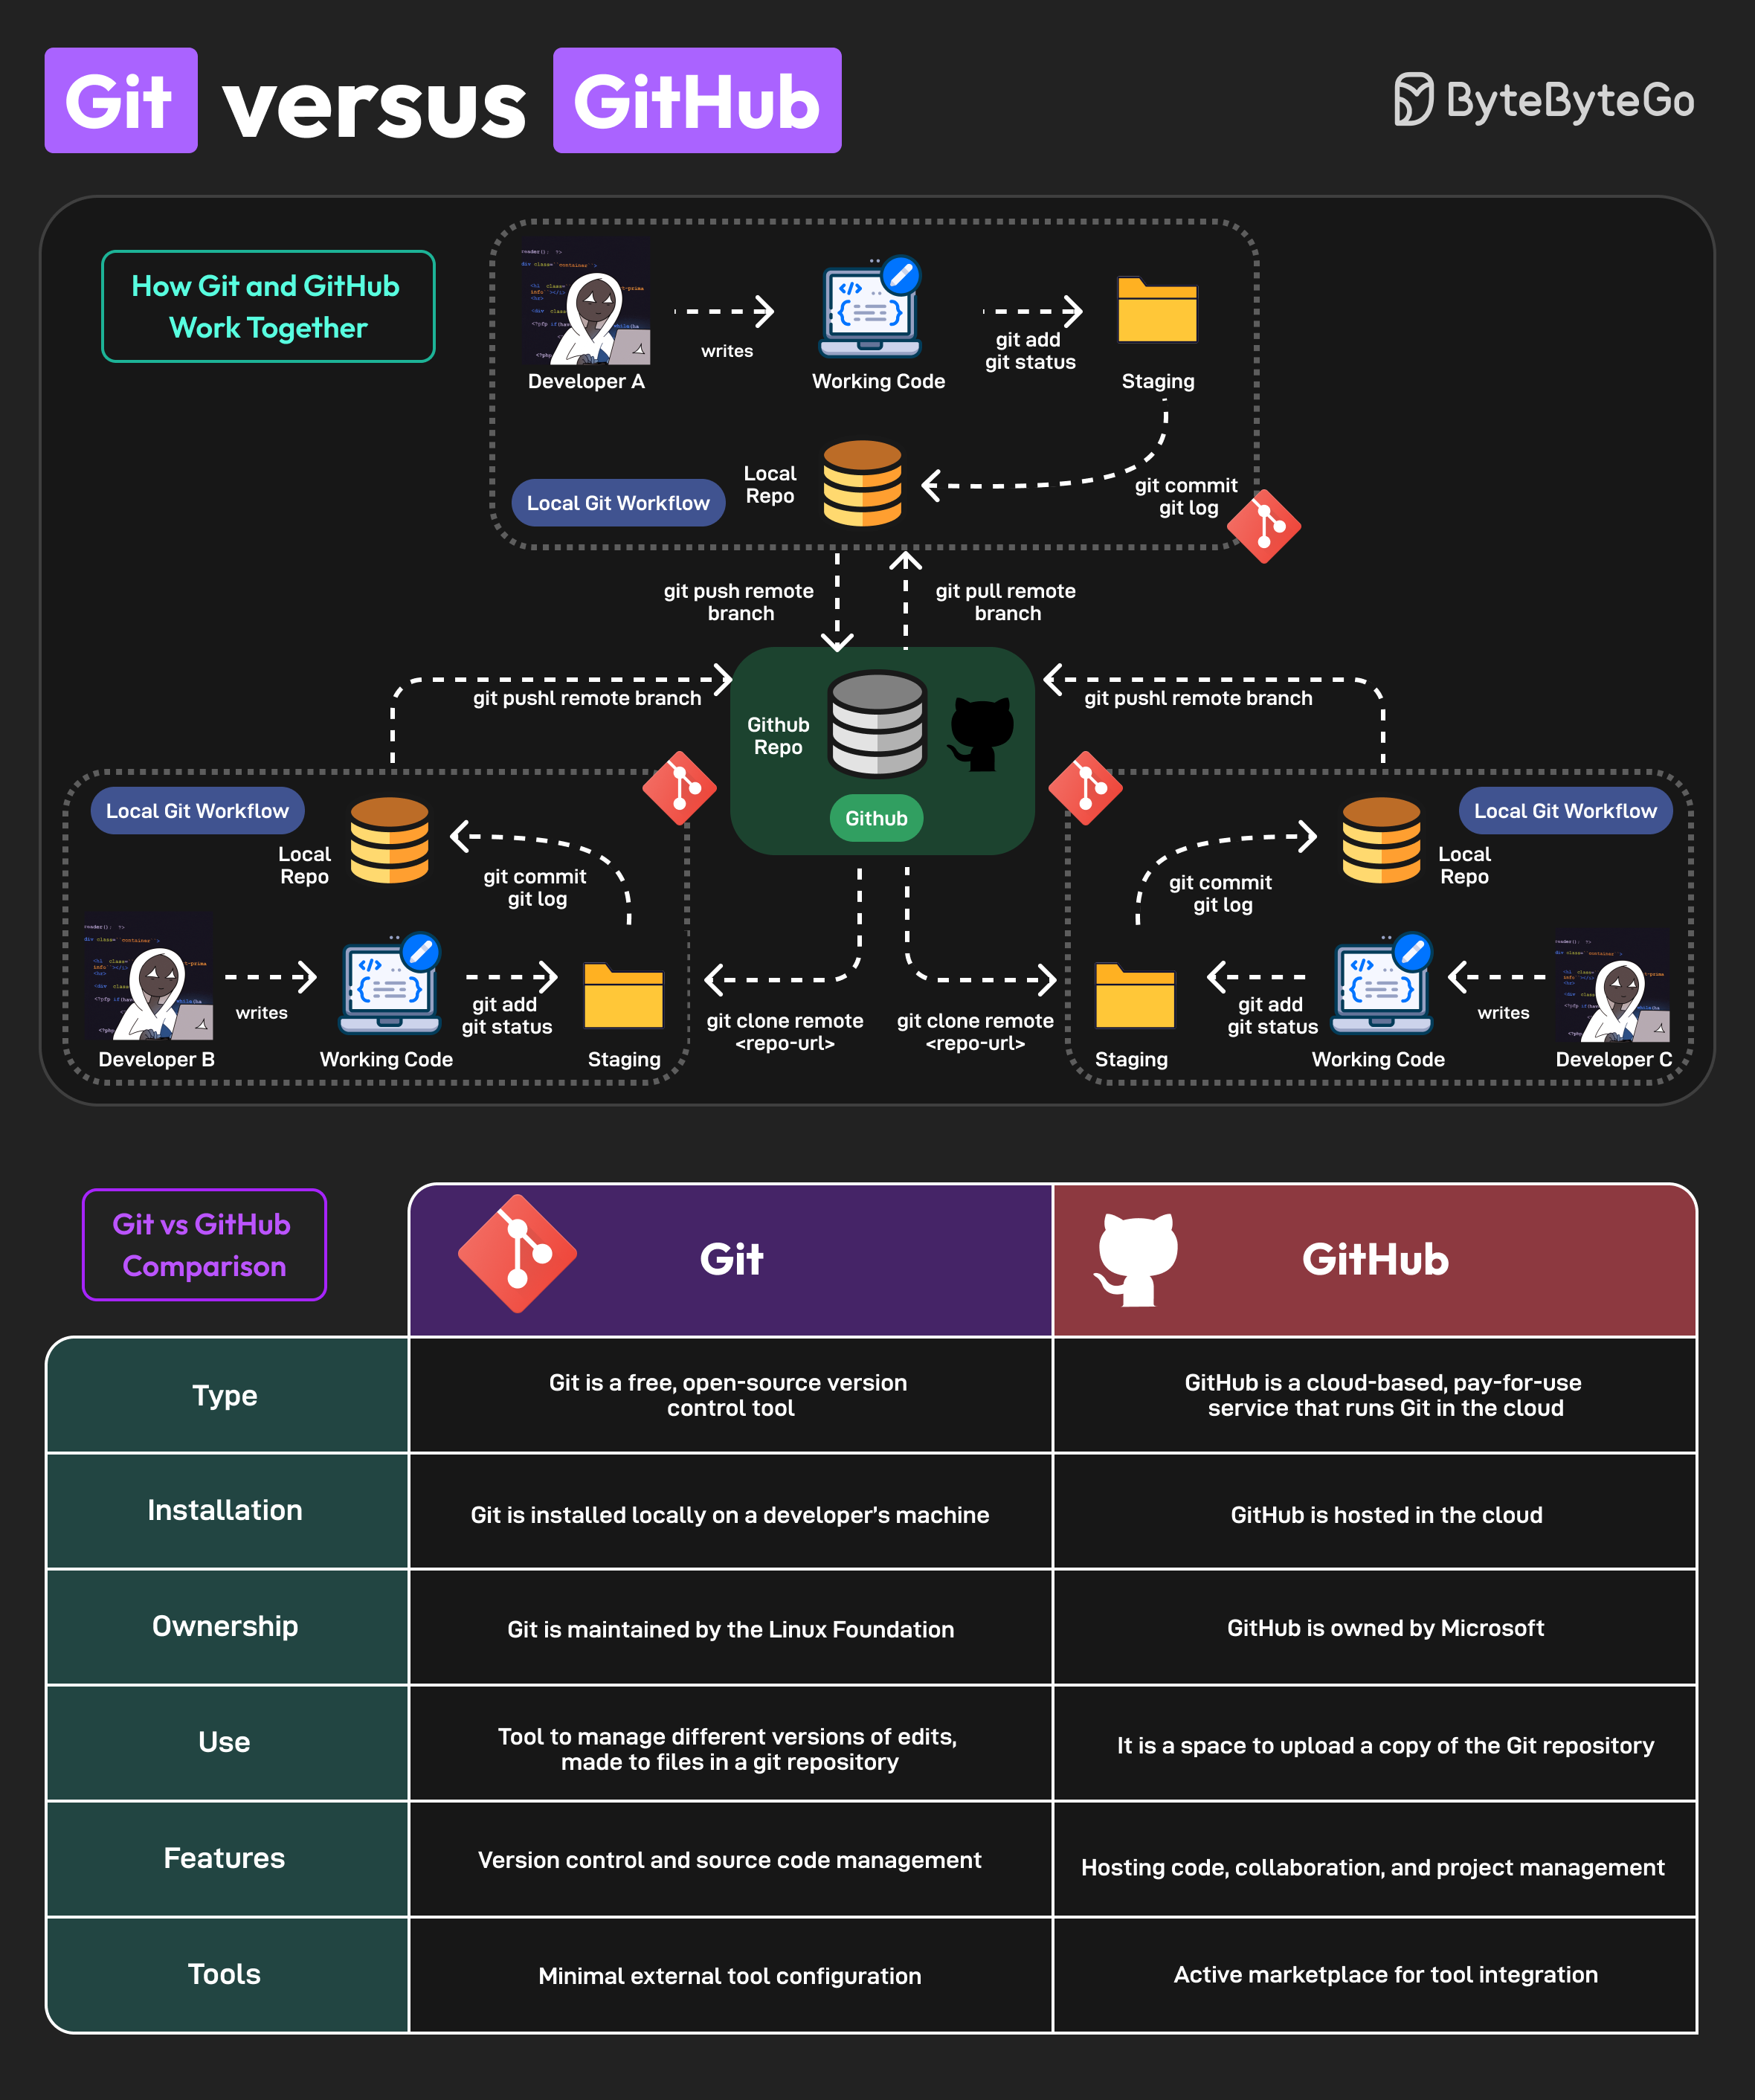 Git versus GitHub
ByteByteGo
How Git and GitHub
Work Together
Developer A
writes
Working Code
git add
git status
Staging
Local
Repo
Local Git Workflow
git commit
git log
git push remote
branch
git pull remote
branch
git pushl remote branch
git pushl remote branch
Github
Repo
Github
Local Git Workflow
Local
Repo
git commit
git log
Developer B
writes
Working Code
git add
git status
Staging
git clone remote
<repo-url>
git clone remote
<repo-url>
Local Git Workflow
Local
Repo
git commit
git log
Staging
git add
git status
Working Code
writes
Developer C
Git vs GitHub
Comparison
Git
GitHub
Type
Git is a free, open-source version
control tool
GitHub is a cloud-based, pay-for-use
service that runs Git in the cloud
Installation
Git is installed locally on a developer’s machine
GitHub is hosted in the cloud
Ownership
Git is maintained by the Linux Foundation
GitHub is owned by Microsoft
Use
Tool to manage different versions of edits,
made to files in a git repository
It is a space to upload a copy of the Git repository
Features
Version control and source code management
Hosting code, collaboration, and project management
Tools
Minimal external tool configuration
Active marketplace for tool integration